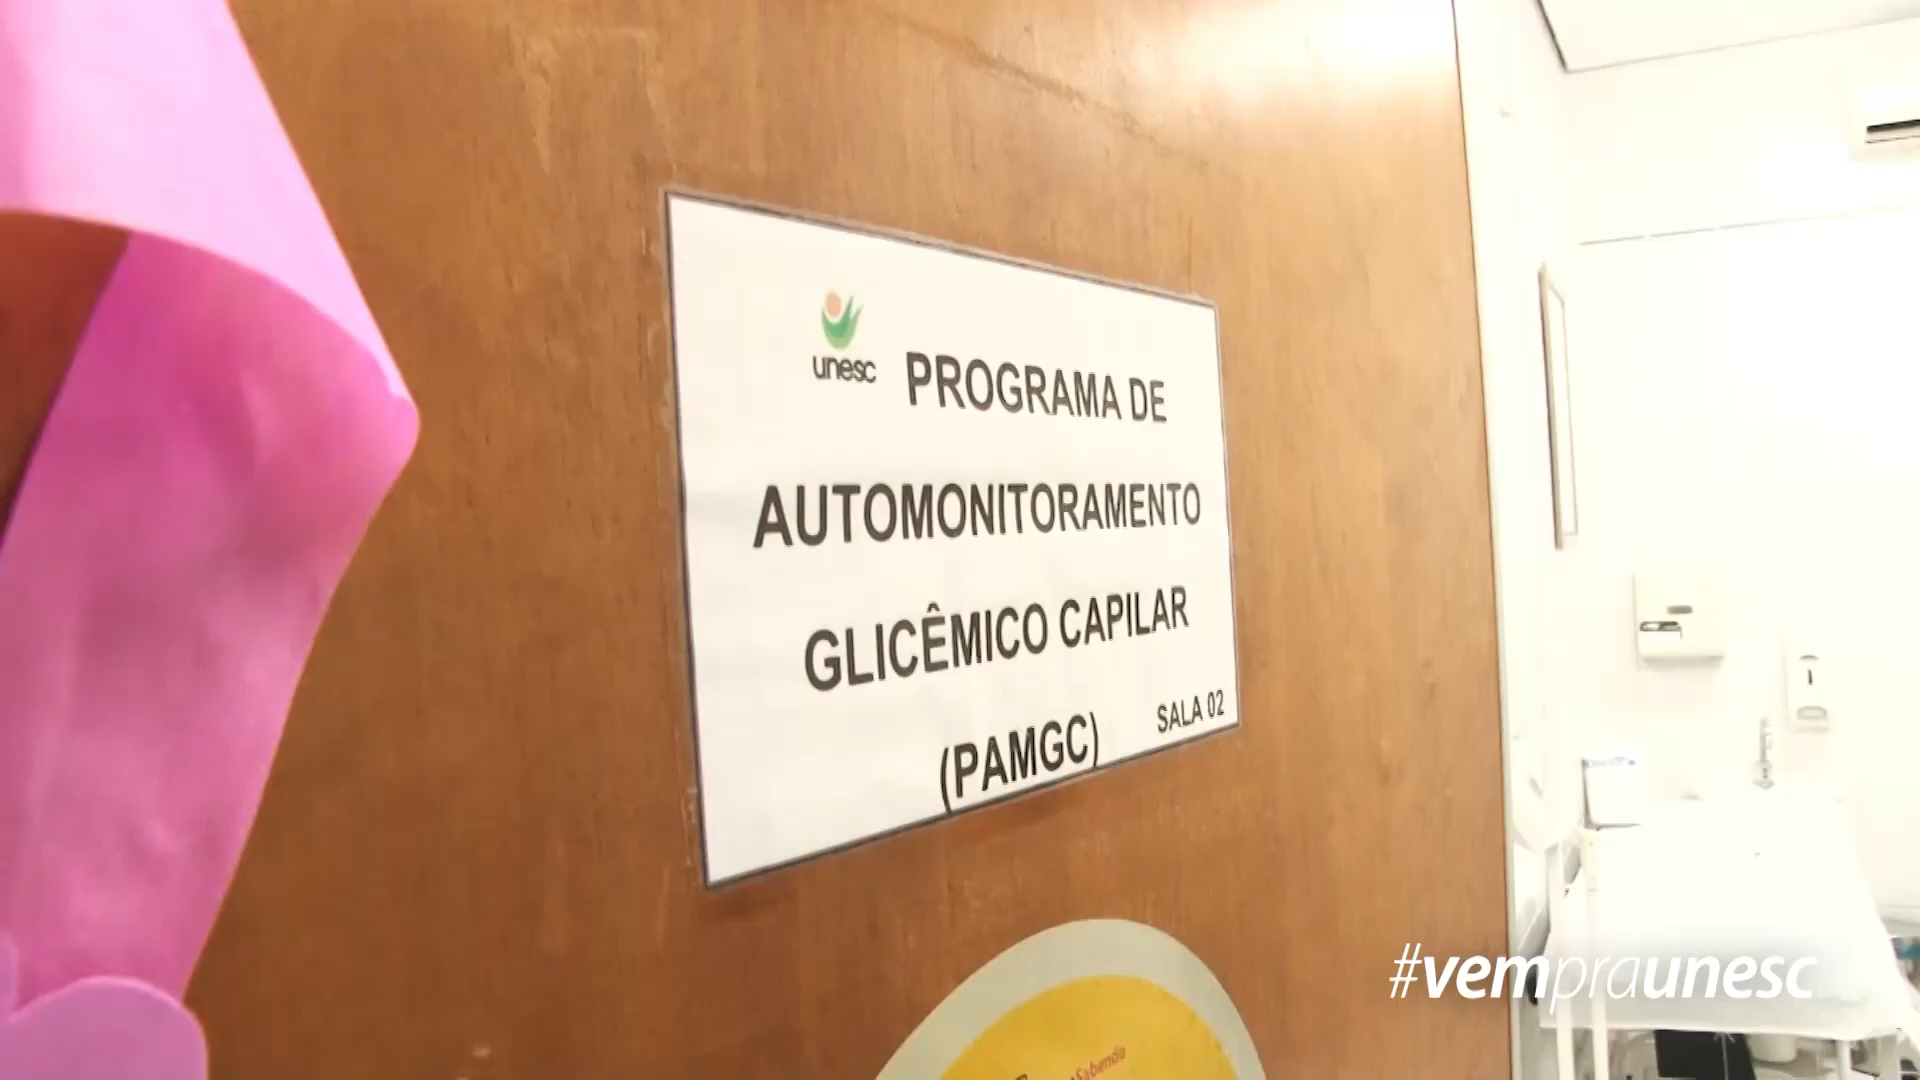 unesc
PROGRAMA DE
AUTOMONITORAMENTO
GLICÊMICO CAPILAR
(PAMGC)
SALA 02
#vempraunesc